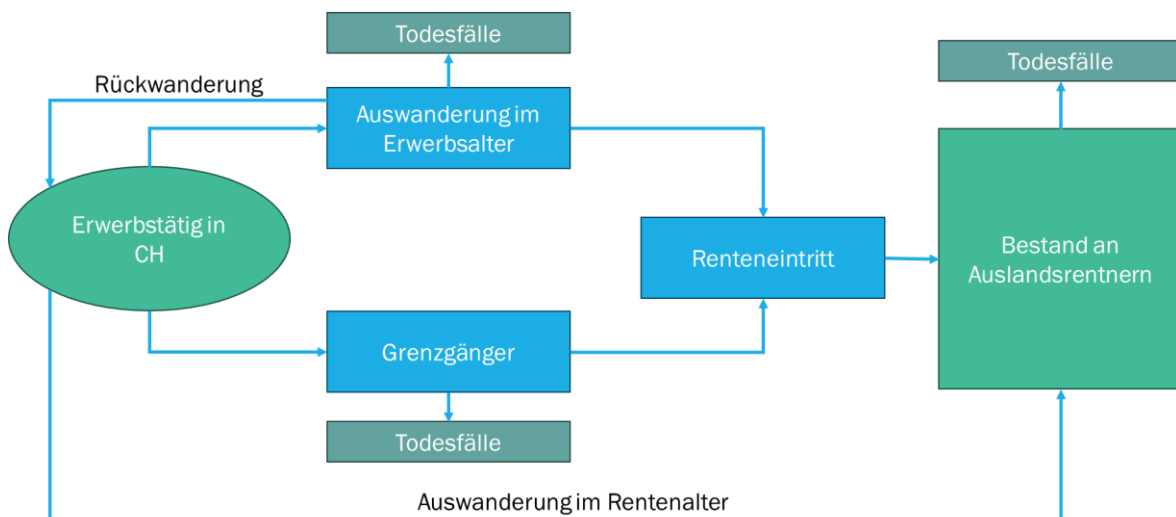 Todesfälle
Todesfälle
Rückwanderung
Auswanderung im
Erwerbsalter
Erwerbstätig in
CH
Renteneintritt
Bestand an
Auslandsrentnern
Grenzgänger
Todesfälle
Auswanderung im Rentenalter